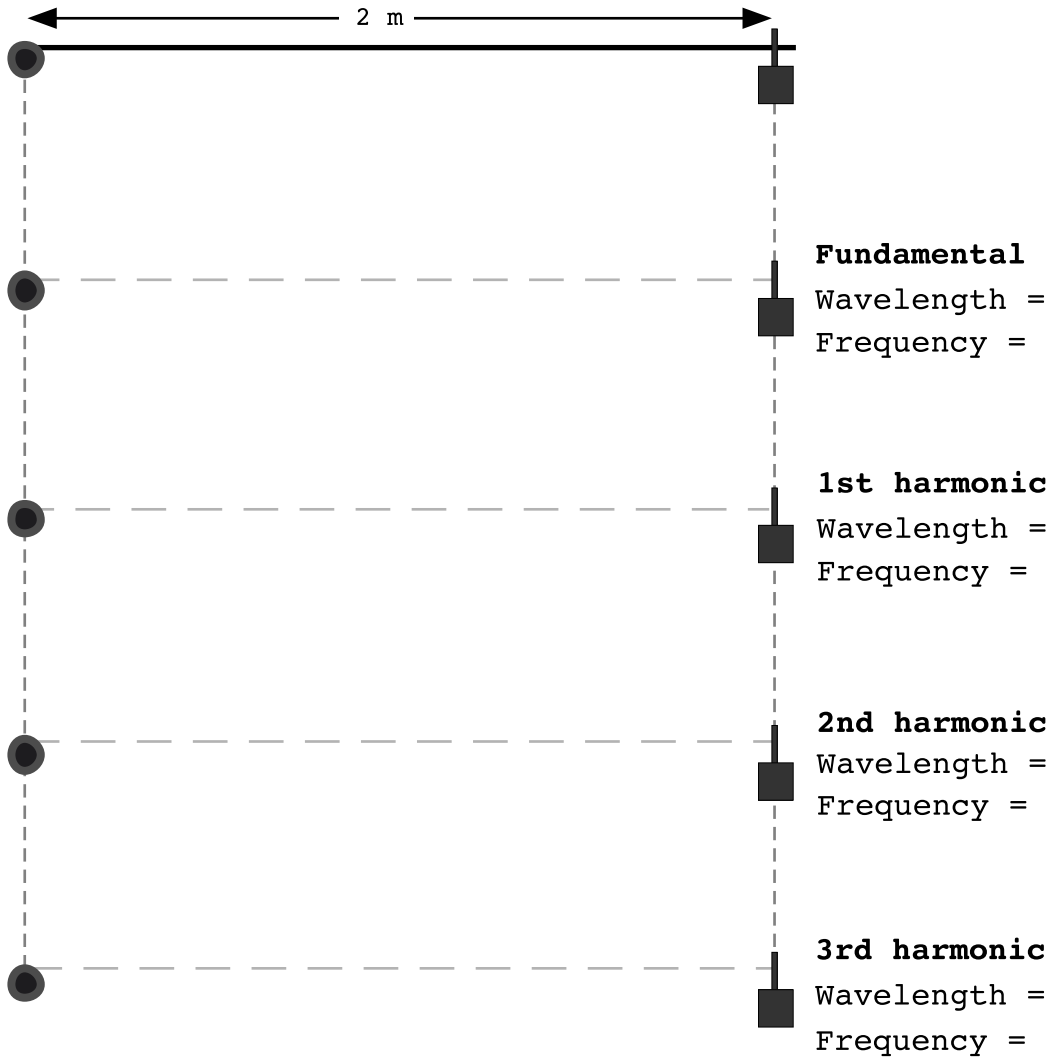 2 m
Fundamental
Wavelength =
Frequency =
1st harmonic
Wavelength =
Frequency =
2nd harmonic
Wavelength =
Frequency =
3rd harmonic
Wavelength =
Frequency =